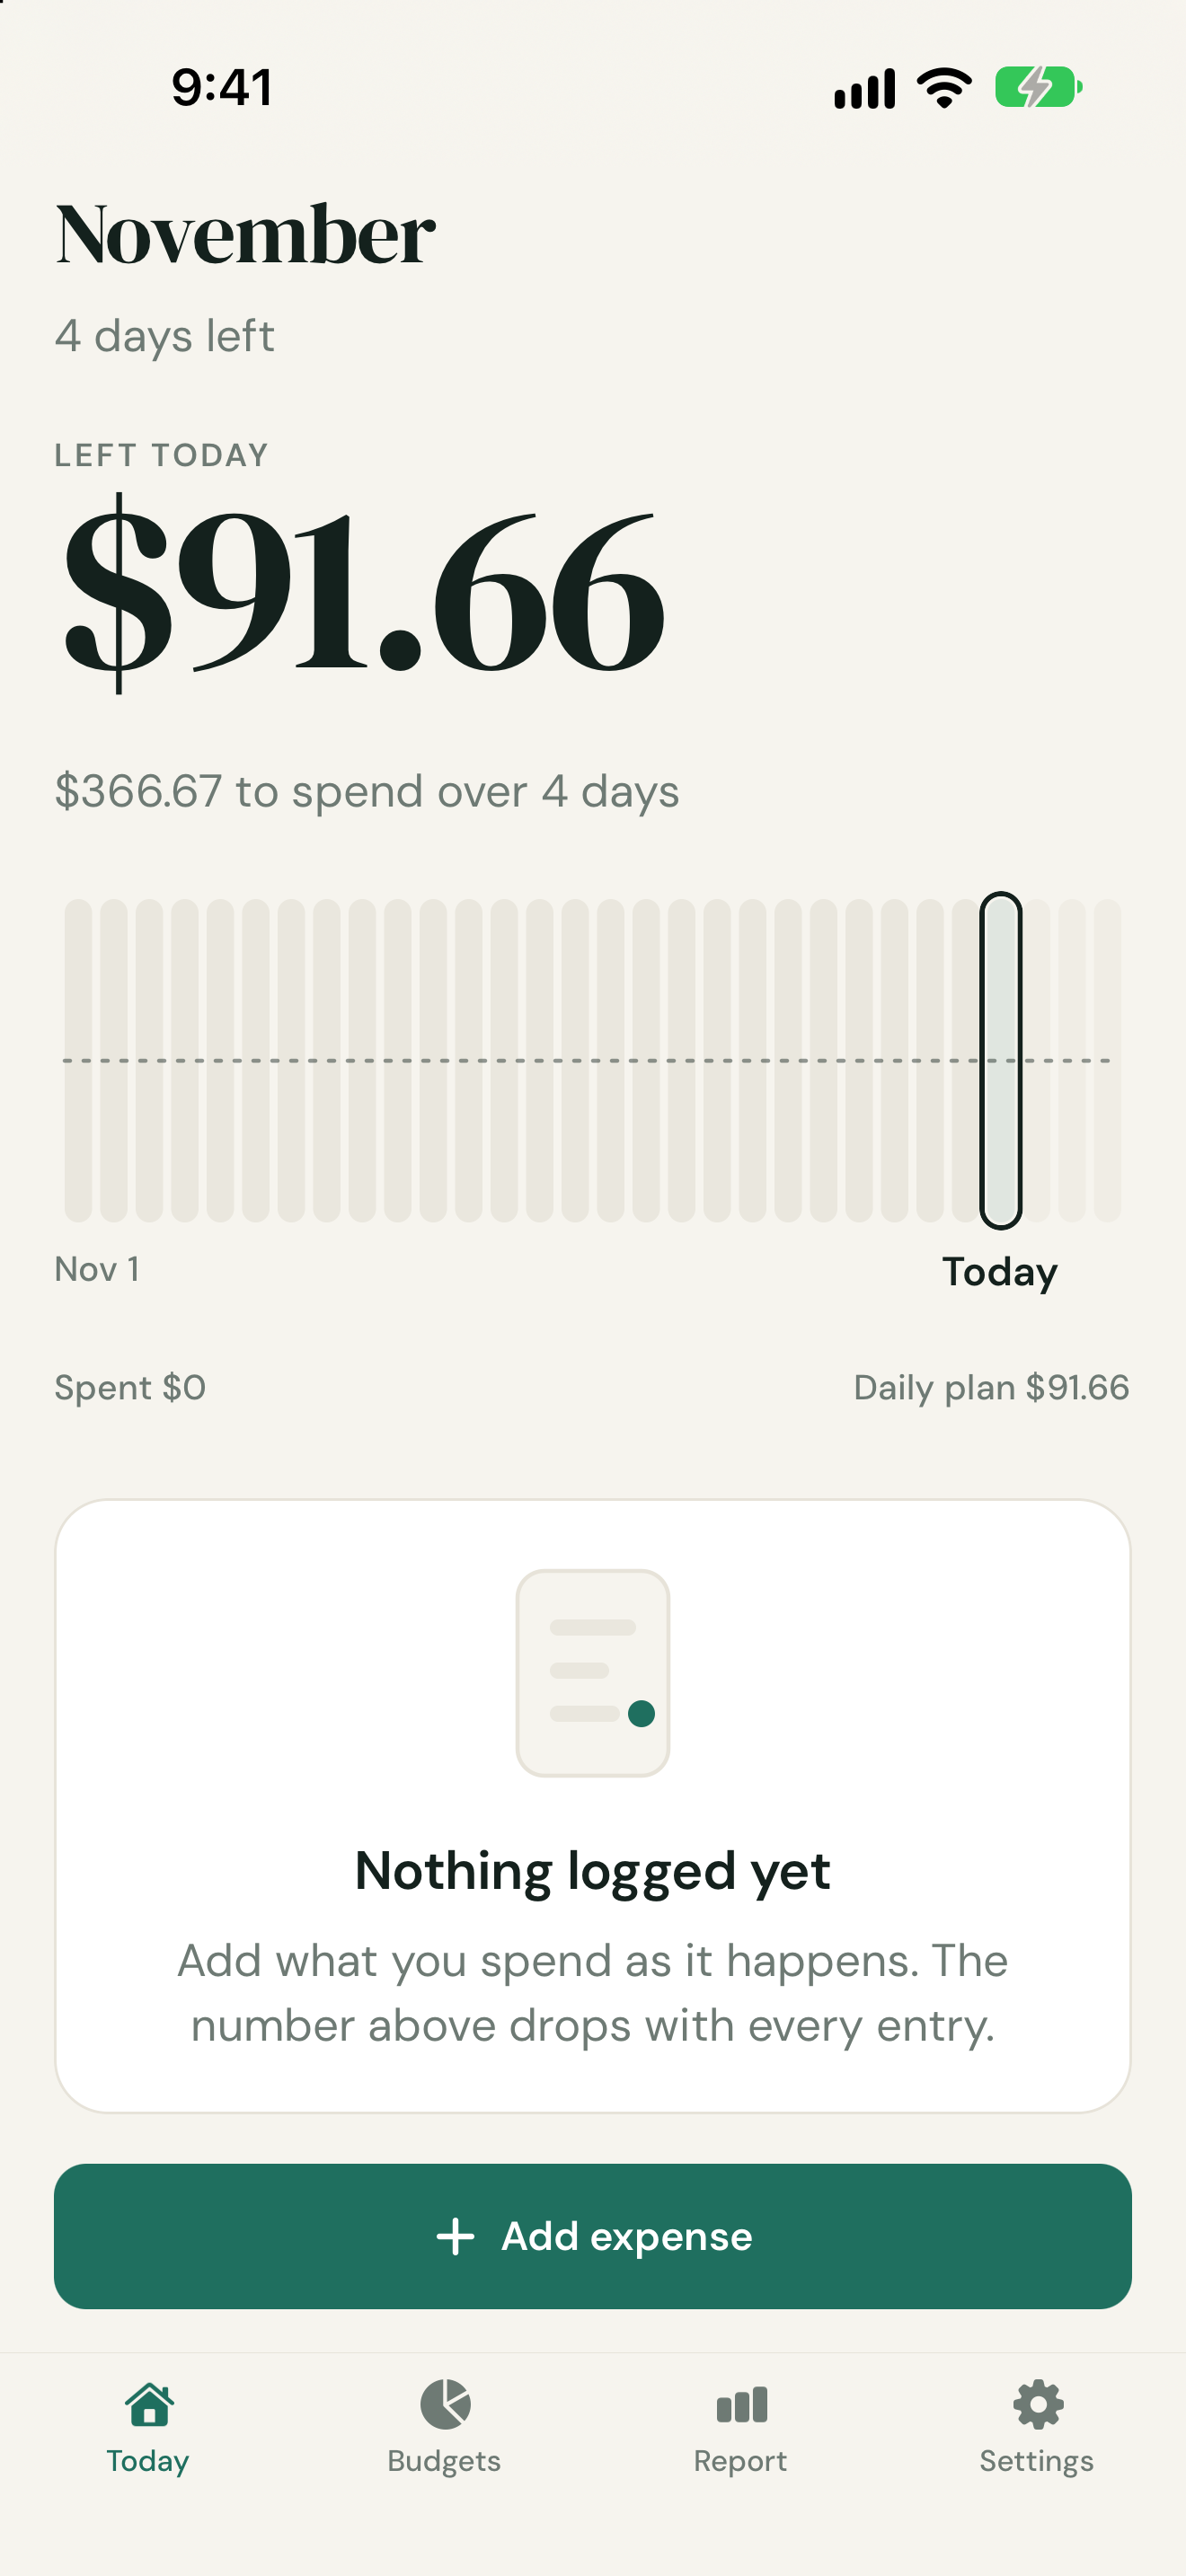 9:41
November
4 days left
LEFT TODAY
$91.66
$366.67 to spend over 4 days
Nov 1
Today
Spent $0
Daily plan $91.66
Nothing logged yet
Add what you spend as it happens. The
number above drops with every entry.
Add expense
Today
Budgets
Report
Settings